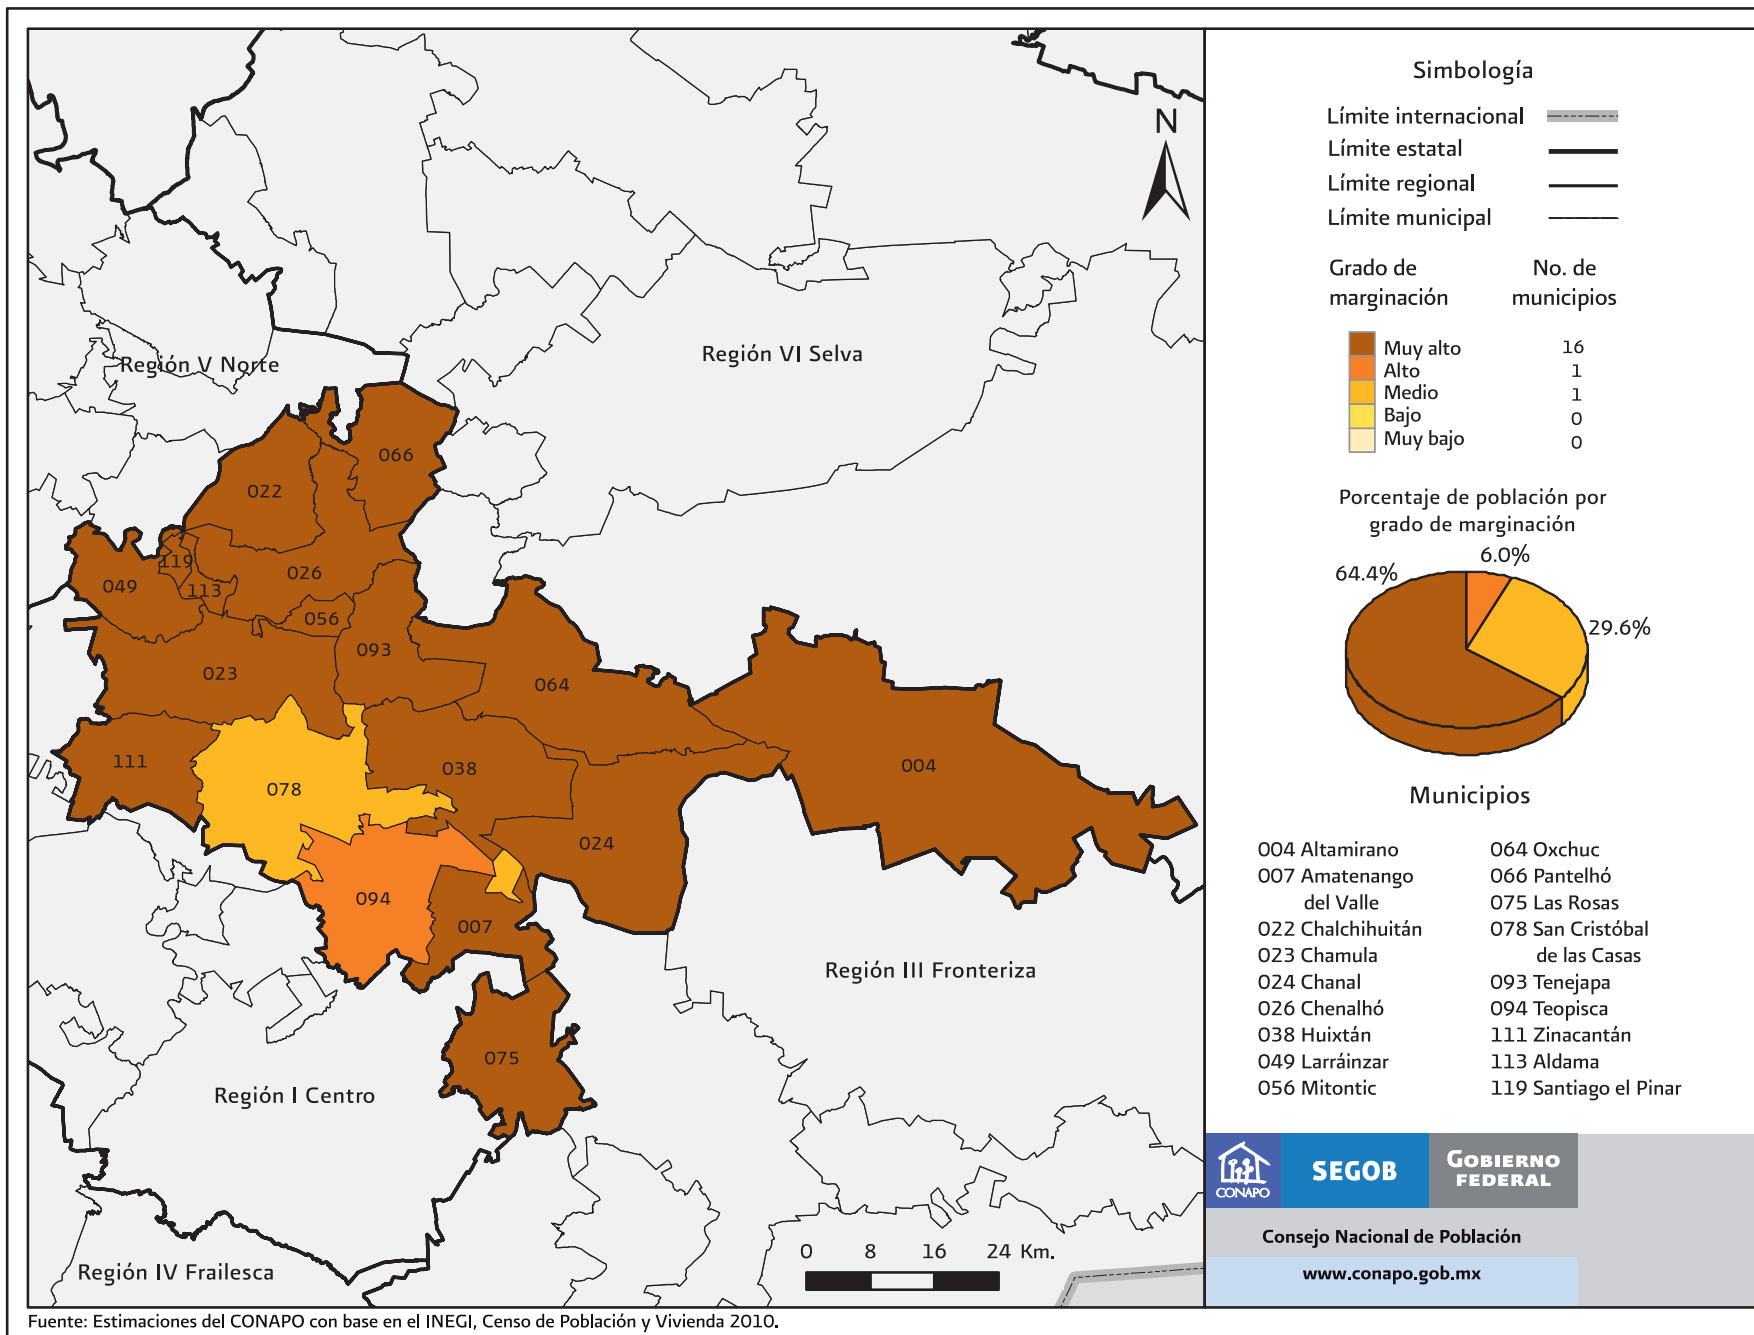 Región V Norte
Región VI Selva
066
022
119
049
113
026
056
093
023
064
111
078
038
004
024
094
007
075
Región III Fronteriza
Región I Centro
Región IV Frailesca
0 8 16 24 Km.
N
Simbología
Límite internacional
Límite estatal
Límite regional
Límite municipal
Grado de marginación
No. de municipios
Muy alto 16
Alto 1
Medio 1
Bajo 0
Muy bajo 0
Porcentaje de población por
grado de marginación
6.0%
64.4%
29.6%
Municipios
004 Altamirano
007 Amatenango
del Valle
022 Chalchihuitán
023 Chamula
024 Chanal
026 Chenalhó
038 Huixtán
049 Larráinzar
056 Mitontic
064 Oxchuc
066 Pantelhó
075 Las Rosas
078 San Cristóbal
de las Casas
093 Tenejapa
094 Teopisca
111 Zinacantán
113 Aldama
119 Santiago el Pinar
CONAPO
SEGOB
GOBIERNO
FEDERAL
Consejo Nacional de Población
www.conapo.gob.mx
Fuente: Estimaciones del CONAPO con base en el INEGI, Censo de Población y Vivienda 2010.